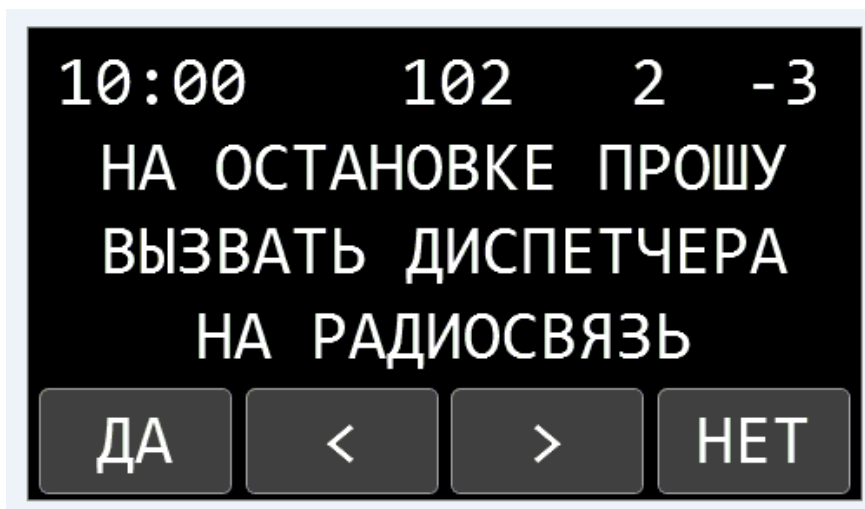 10:00 102 2 -3
НА ОСТАНОВКЕ ПРОШУ
ВЫЗВАТЬ ДИСПЕТЧЕРА
НА РАДИОСВЯЗЬ
ДА < > НЕТ